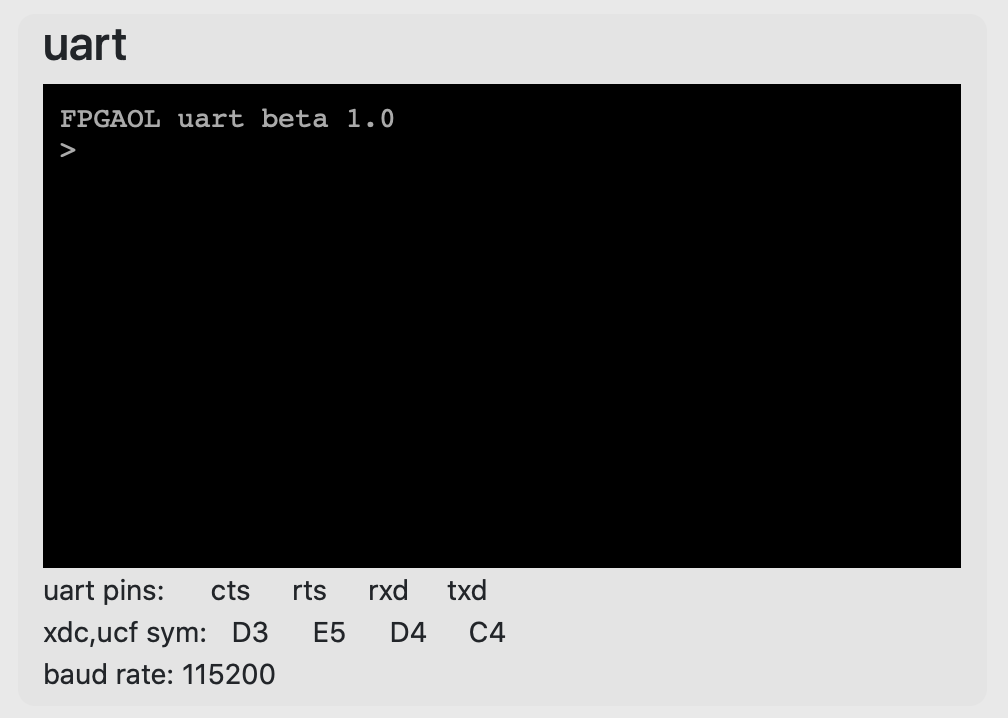 uart
FPGAOL uart beta 1.0
>
uart pins: cts rts rxd txd
xdc,ucf sym: D3 E5 D4 C4
baud rate: 115200